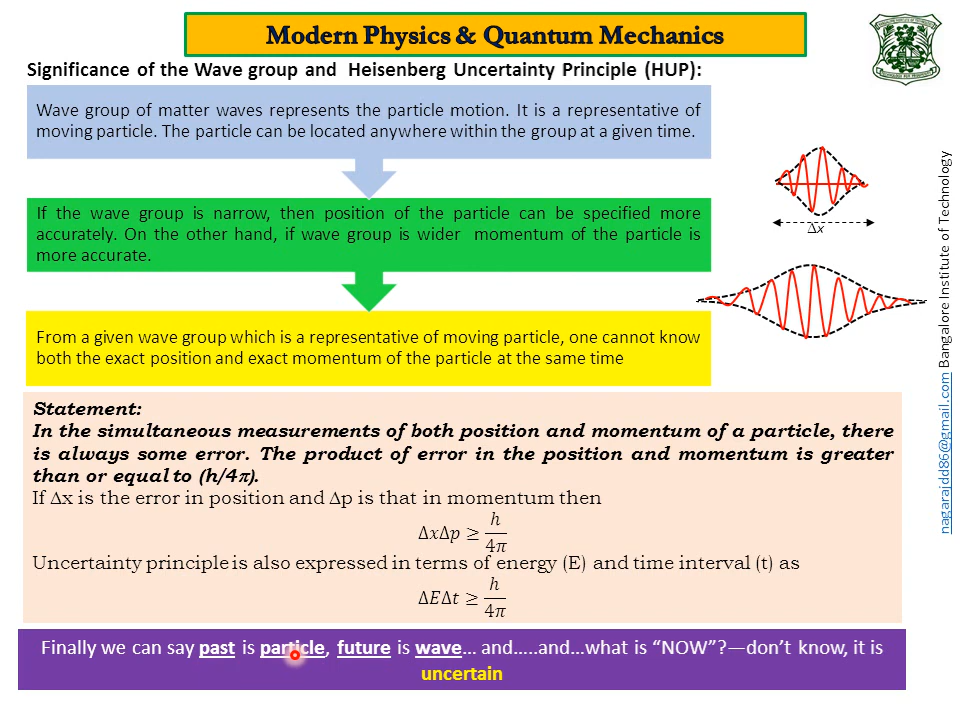 Modern Physics & Quantum Mechanics
Significance of the Wave group and Heisenberg Uncertainty Principle (HUP):
Wave group of matter waves represents the particle motion. It is a representative of
moving particle. The particle can be located anywhere within the group at a given time.
If the wave group is narrow, then position of the particle can be specified more
accurately. On the other hand, if wave group is wider momentum of the particle is
more accurate.
From a given wave group which is a representative of moving particle, one cannot know
both the exact position and exact momentum of the particle at the same time
Δx
Statement:
In the simultaneous measurements of both position and momentum of a particle, there
is always some error. The product of error in the position and momentum is greater
than or equal to (h/4π).
If Δx is the error in position and Δp is that in momentum then
ΔxΔp ≥ h/4π
Uncertainty principle is also expressed in terms of energy (E) and time interval (t) as
ΔEΔt ≥ h/4π
Finally we can say past is particle, future is wave... and.....and...what is “NOW”?—don’t know, it is
uncertain
nagarajdd86@gmail.com Bangalore Institute of Technology